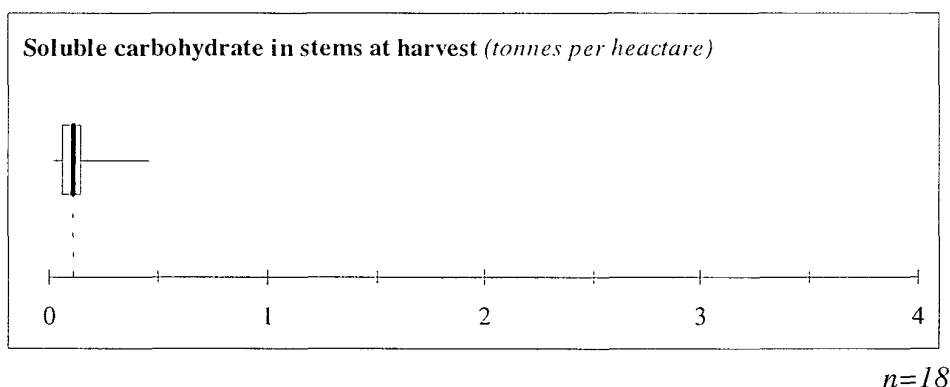 Soluble carbohydrate in stems at harvest (tonnes per heactare)
0 1 2 3 4
n=18